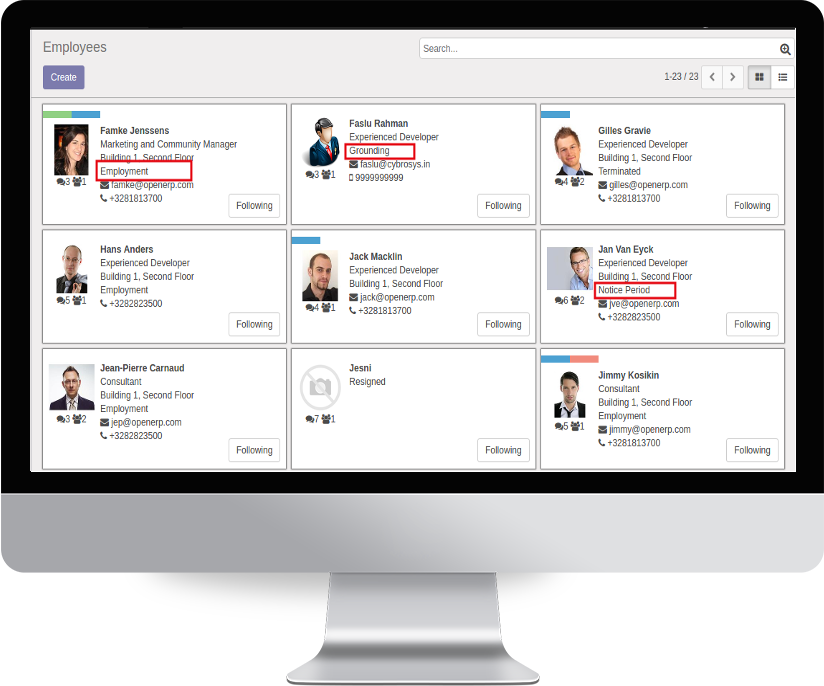 Employees
Search...
Create
1-23 / 23
Famke Jenssens
Marketing and Community Manager
Building 1, Second Floor
Employment
famke@openerp.com
+3281813700
3 1
Following
Faslu Rahman
Experienced Developer
Grounding
faslu@cybrosys.in
9999999999
3 1
Following
Gilles Gravie
Experienced Developer
Building 1, Second Floor
Terminated
gilles@openerp.com
+3281813700
4 2
Following
Hans Anders
Experienced Developer
Building 1, Second Floor
Employment
+3282823500
5 1
Following
Jack Macklin
Experienced Developer
Building 1, Second Floor
jack@openerp.com
+3281813700
4 1
Following
Jan Van Eyck
Experienced Developer
Building 1, Second Floor
Notice Period
jve@openerp.com
+3282823500
6 2
Following
Jean-Pierre Carnaud
Consultant
Building 1, Second Floor
Employment
jep@openerp.com
+3282823500
3 2
Following
Jesni
Resigned
7 1
Following
Jimmy Kosikin
Consultant
Building 1, Second Floor
Employment
jimmy@openerp.com
+3281813700
5 1
Following